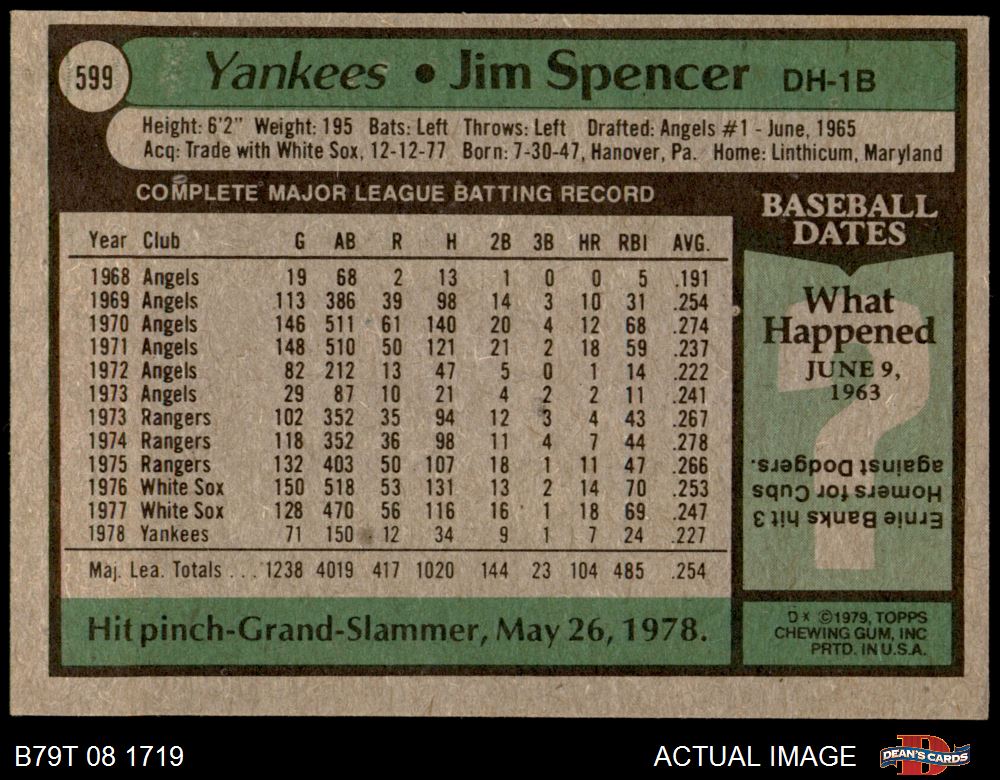 599
Yankees • Jim Spencer DH-1B
Height: 6'2" Weight: 195 Bats: Left Throws: Left Drafted: Angels #1 - June, 1965
Acq: Trade with White Sox, 12-12-77 Born: 7-30-47, Hanover, Pa. Home: Linthicum, Maryland
COMPLETE MAJOR LEAGUE BATTING RECORD
Year Club G AB R H 2B 3B HR RBI AVG.
1968 Angels 19 68 2 13 1 0 0 5 .191
1969 Angels 113 386 39 98 14 3 10 31 .254
1970 Angels 146 511 61 140 20 4 12 68 .274
1971 Angels 148 510 50 121 21 2 18 59 .237
1972 Angels 82 212 13 47 5 0 1 14 .222
1973 Angels 29 87 10 21 4 2 2 11 .241
1973 Rangers 102 352 35 94 12 3 4 43 .267
1974 Rangers 118 352 36 98 11 4 7 44 .278
1975 Rangers 132 403 50 107 18 1 11 47 .266
1976 White Sox 150 518 53 131 13 2 14 70 .253
1977 White Sox 128 470 56 116 16 1 18 69 .247
1978 Yankees 71 150 12 34 9 1 7 24 .227
Maj. Lea. Totals . . . 1238 4019 417 1020 144 23 104 485 .254
Hit pinch-Grand-Slammer, May 26, 1978.
BASEBALL
DATES
What
Happened
JUNE 9,
1963
?
Ernie Banks hit 3
Homers for Cubs
against Dodgers.
D* ©1979, TOPPS
CHEWING GUM, INC
PRTD. IN U.S.A.
B79T 08 1719
ACTUAL IMAGE
DEAN'S CARDS